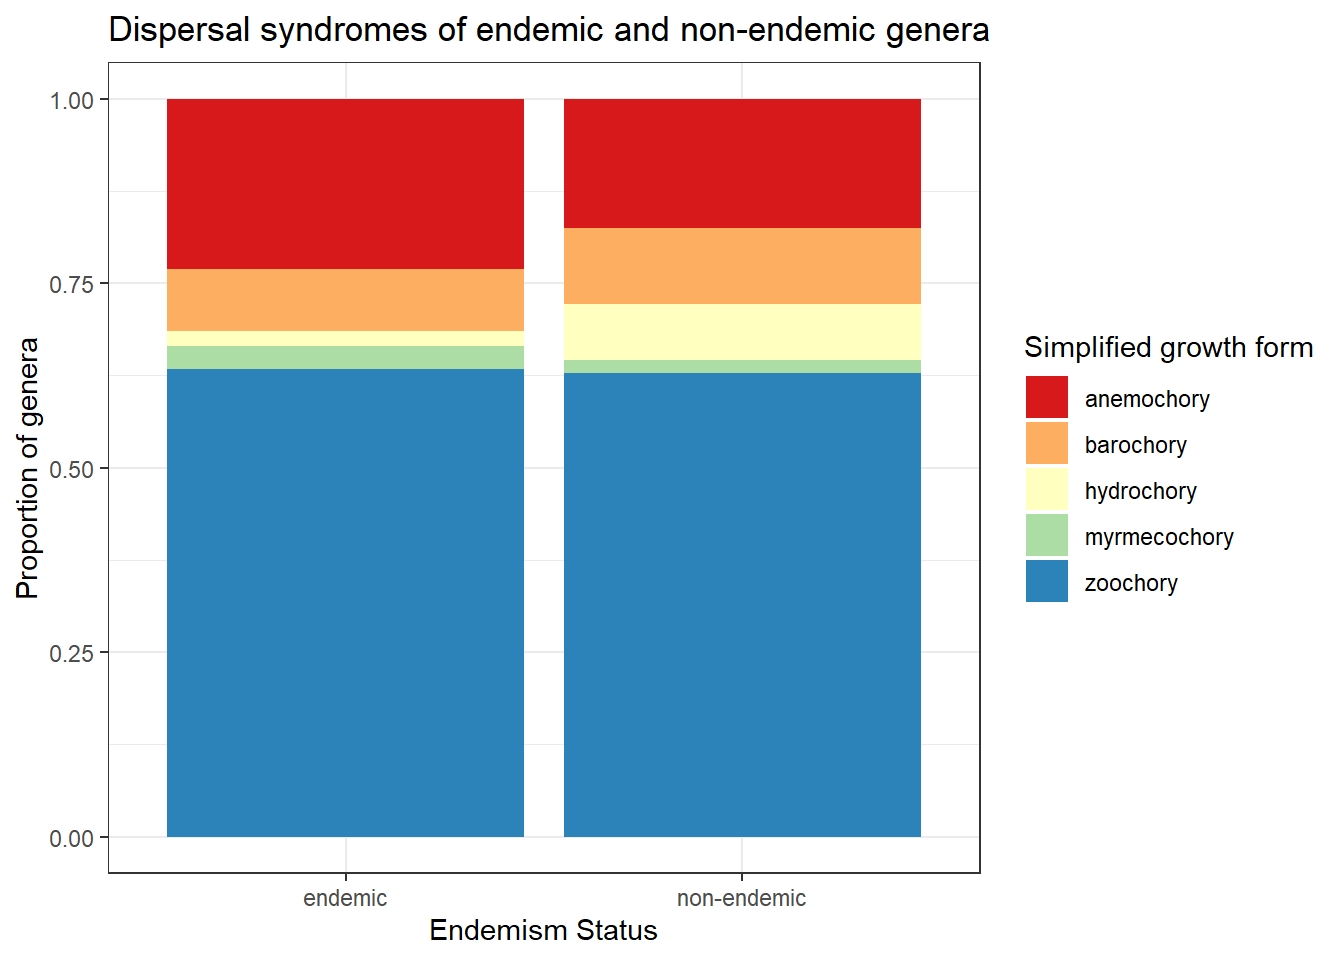 Dispersal syndromes of endemic and non-endemic genera
Proportion of genera
1.00
0.75
0.50
0.25
0.00
endemic
non-endemic
Endemism Status
Simplified growth form
anemochory
barochory
hydrochory
myrmecochory
zoochory